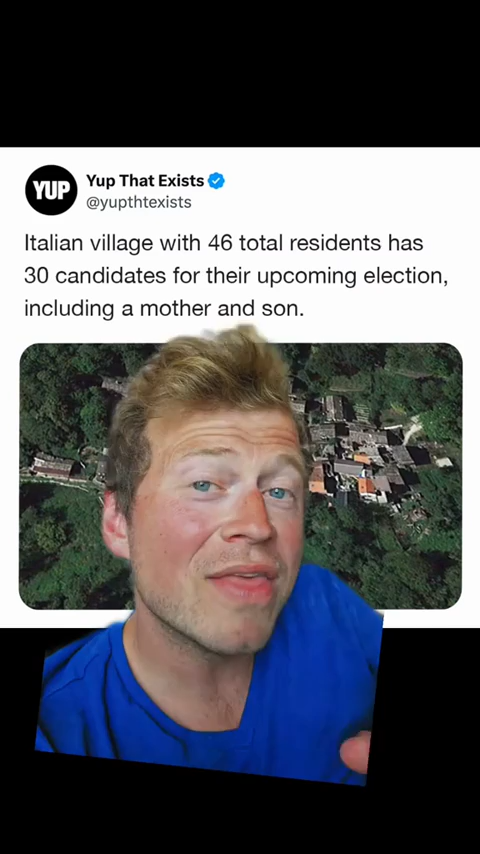 YUP
Yup That Exists
@yupthtexists
Italian village with 46 total residents has
30 candidates for their upcoming election,
including a mother and son.